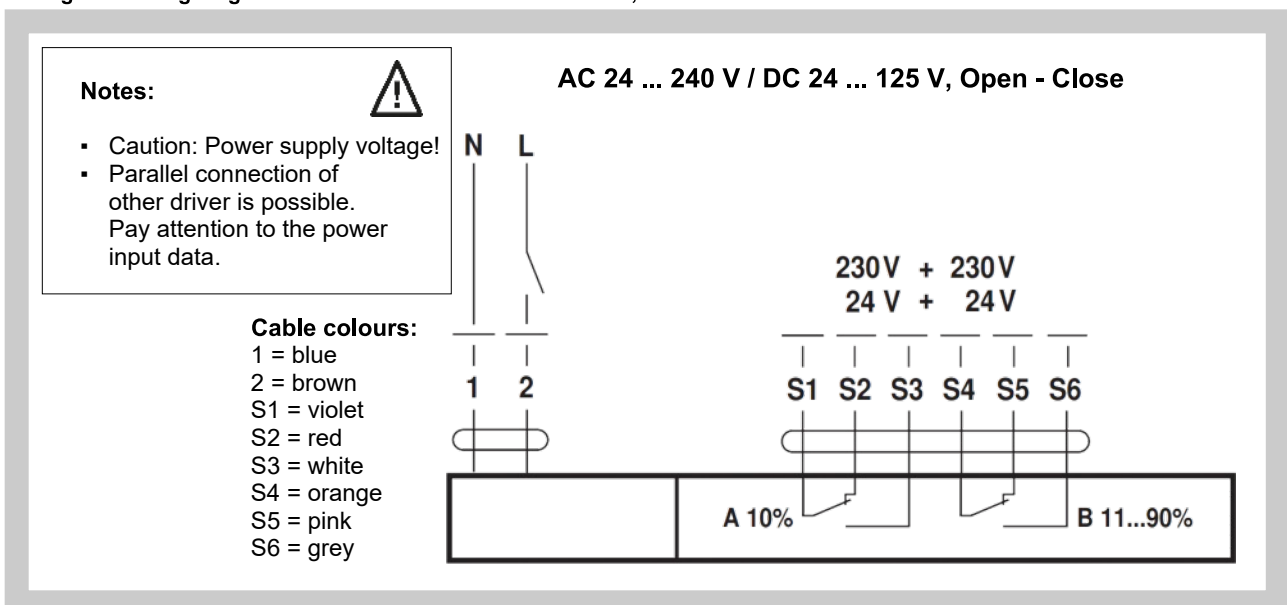 Notes:
▪ Caution: Power supply voltage!
▪ Parallel connection of
other driver is possible.
Pay attention to the power
input data.
AC 24 ... 240 V / DC 24 ... 125 V, Open - Close
N L
230 V + 230 V
24 V + 24 V
Cable colours:
1 = blue
2 = brown
S1 = violet
S2 = red
S3 = white
S4 = orange
S5 = pink
S6 = grey
1 2
S1 S2 S3 S4 S5 S6
A 10%
B 11...90%